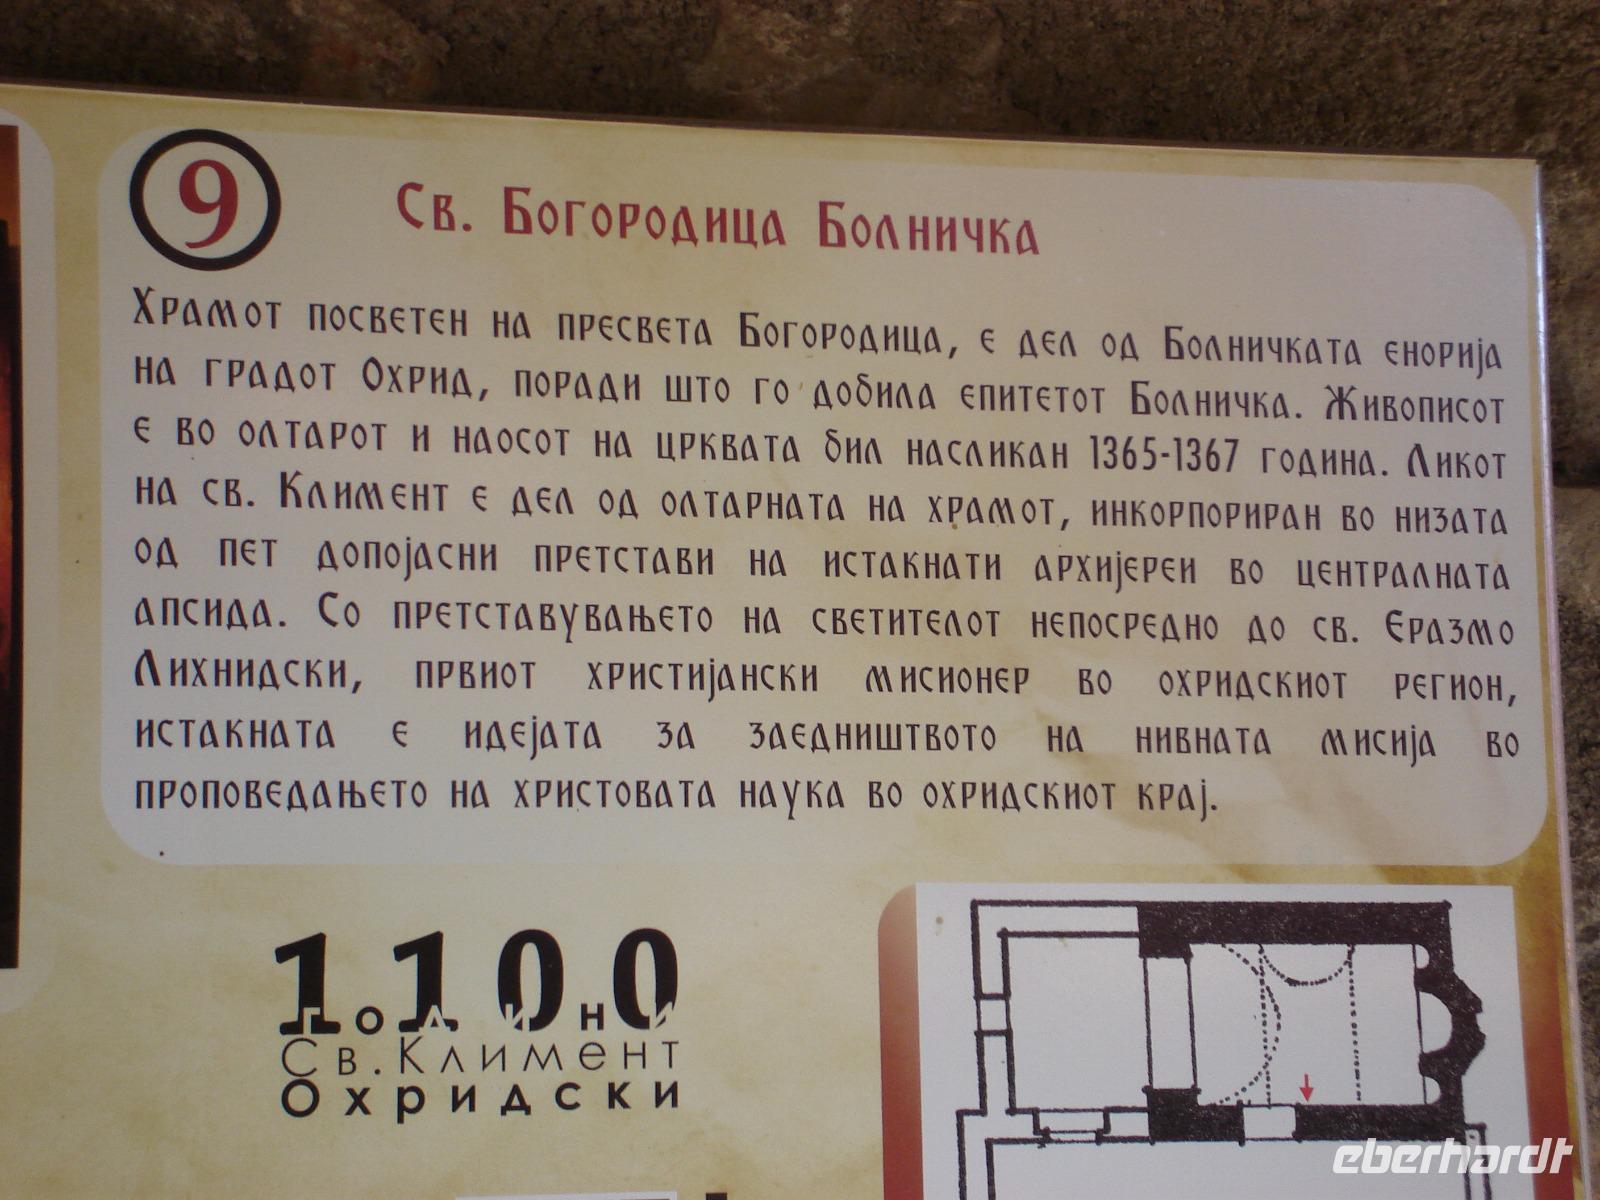 9
Св. Богородица Болничка
Храмот посветен на пресвета Богородица, е дел од Болничката енорија
на градот Охрид, поради што го добила епитетот Болничка. Живописот
е во олтарот и наосот на црквата бил насликан 1365-1367 година. Ликот
на св. Климент е дел од олтарната на храмот, инкорпориран во низата
од пет допојасни претстави на истакнати архијереи во централната
апсида. Со претставувањето на светителот непосредно до св. Еразмо
Лихнидски, првиот христијански мисионер во охридскиот регион,
истакната е идејата за заедништвото на нивната мисија во
проповедањето на христовата наука во охридскиот крај.
1100
години
Св.Климент
Охридски
eberhardt